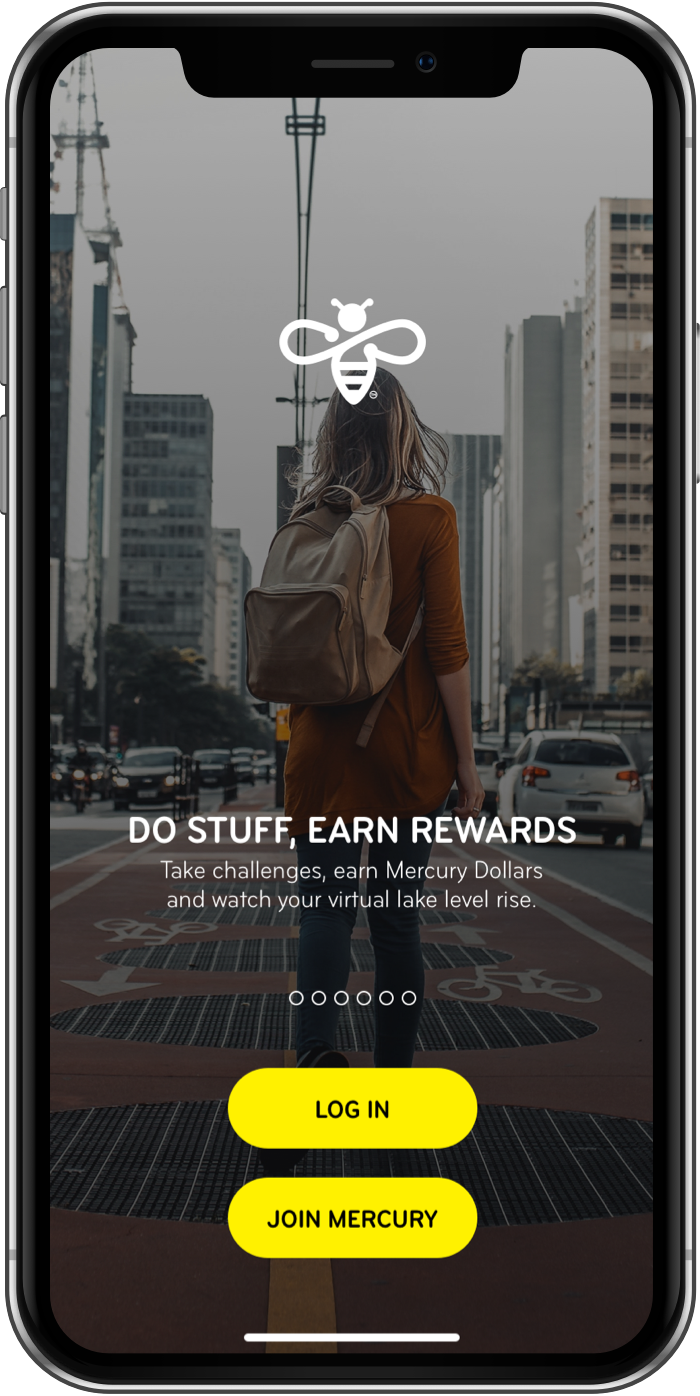 DO STUFF, EARN REWARDS
Take challenges, earn Mercury Dollars
and watch your virtual lake level rise.
LOG IN
JOIN MERCURY